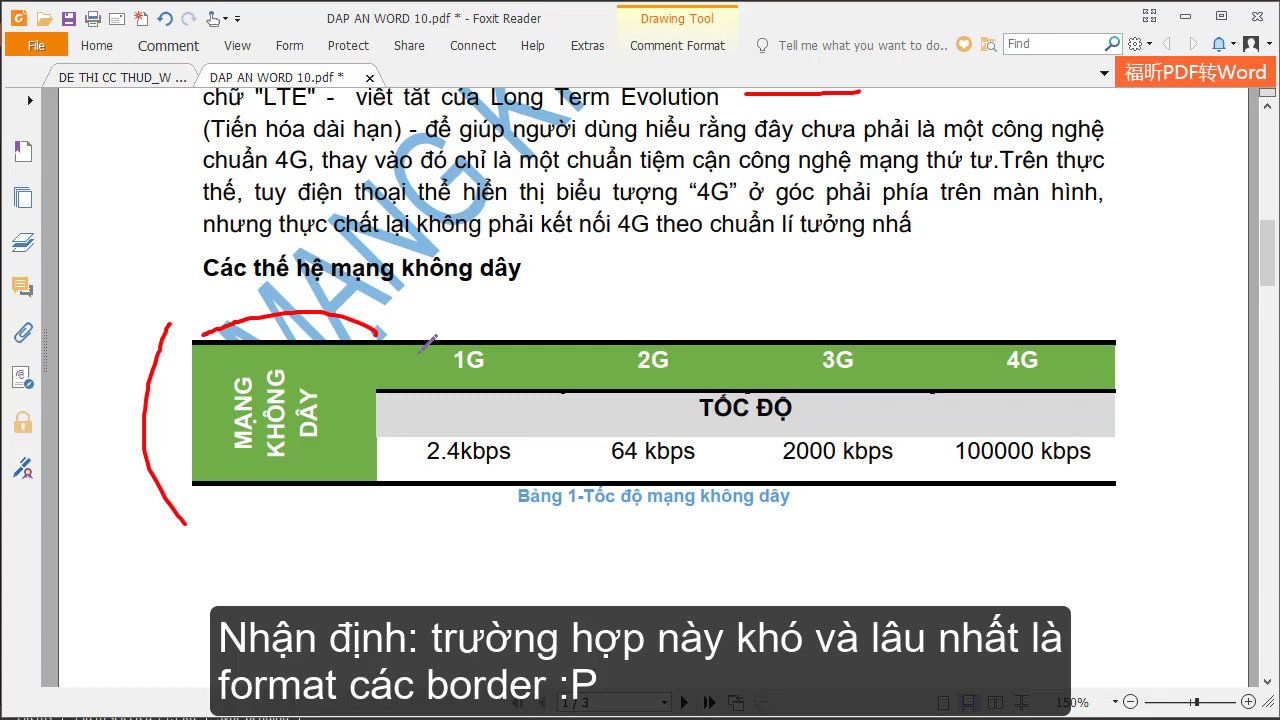 DAP AN WORD 10.pdf * - Foxit Reader
Drawing Tool
File Home Comment View Form Protect Share Connect Help Extras Comment Format Tell me what you want to do.. Find
DE THI CC THUD_W ... DAP AN WORD 10.pdf *
福昕PDF转Word
chữ "LTE" - viết tắt của Long Term Evolution
(Tiến hóa dài hạn) - để giúp người dùng hiểu rằng đây chưa phải là một công nghệ
chuẩn 4G, thay vào đó chỉ là một chuẩn tiệm cận công nghệ mạng thứ tư.Trên thực
thế, tuy điện thoại thể hiển thị biểu tượng “4G” ở góc phải phía trên màn hình,
nhưng thực chất lại không phải kết nối 4G theo chuẩn lí tưởng nhấ
Các thế hệ mạng không dây
MẠNG
KHÔNG
DÂY
1G 2G 3G 4G
TỐC ĐỘ
2.4kbps 64 kbps 2000 kbps 100000 kbps
Bảng 1-Tốc độ mạng không dây
Nhận định: trường hợp này khó và lâu nhất là
format các border :P
1 / 3
150%